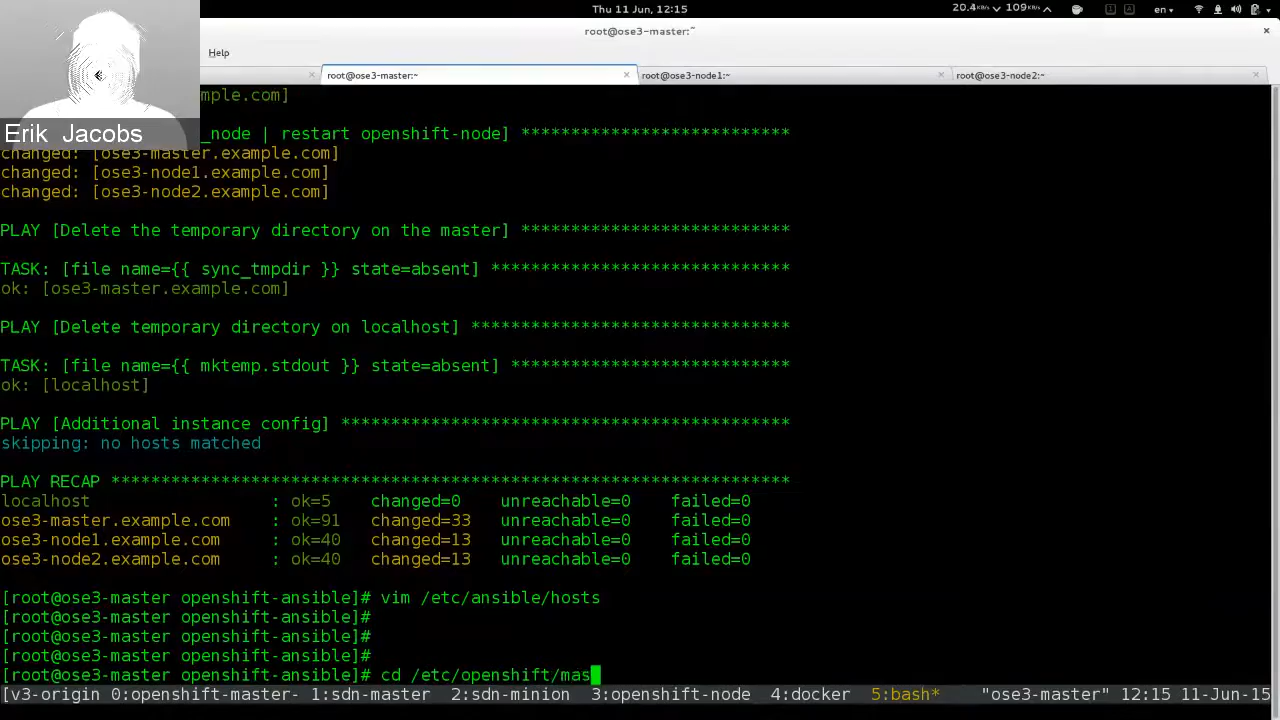 Thu 11 Jun, 12:15
20.4 KB/s 109 KB/s
en
root@ose3-master:~
Help
root@ose3-master:~
root@ose3-node1:~
root@ose3-node2:~
mple.com]
Erik Jacobs
_node | restart openshift-node] ***************************
changed: [ose3-master.example.com]
changed: [ose3-node1.example.com]
changed: [ose3-node2.example.com]
PLAY [Delete the temporary directory on the master] ***************************
TASK: [file name={{ sync_tmpdir }} state=absent] ******************************
ok: [ose3-master.example.com]
PLAY [Delete temporary directory on localhost] ********************************
TASK: [file name={{ mktemp.stdout }} state=absent] ****************************
ok: [localhost]
PLAY [Additional instance config] *********************************************
skipping: no hosts matched
PLAY RECAP ********************************************************************
localhost : ok=5 changed=0 unreachable=0 failed=0
ose3-master.example.com : ok=91 changed=33 unreachable=0 failed=0
ose3-node1.example.com : ok=40 changed=13 unreachable=0 failed=0
ose3-node2.example.com : ok=40 changed=13 unreachable=0 failed=0
[root@ose3-master openshift-ansible]# vim /etc/ansible/hosts
[root@ose3-master openshift-ansible]#
[root@ose3-master openshift-ansible]#
[root@ose3-master openshift-ansible]#
[root@ose3-master openshift-ansible]# cd /etc/openshift/mas
[v3-origin 0:openshift-master- 1:sdn-master 2:sdn-minion 3:openshift-node 4:docker 5:bash* "ose3-master" 12:15 11-Jun-15